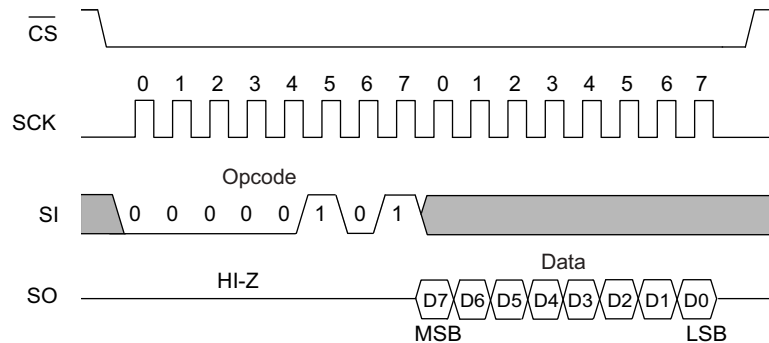 CS
0 1 2 3 4 5 6 7 0 1 2 3 4 5 6 7
SCK
Opcode
SI 0 0 0 0 0 1 0 1
Data
HI-Z
SO D7 D6 D5 D4 D3 D2 D1 D0
MSB LSB